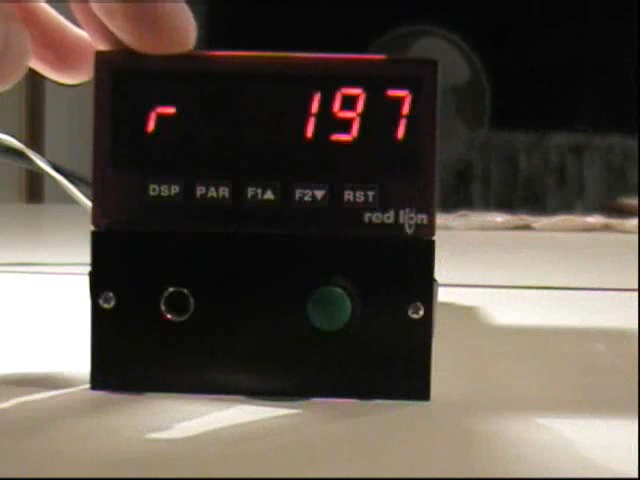 r 197
DSP PAR F1▲ F2▼ RST
red lion